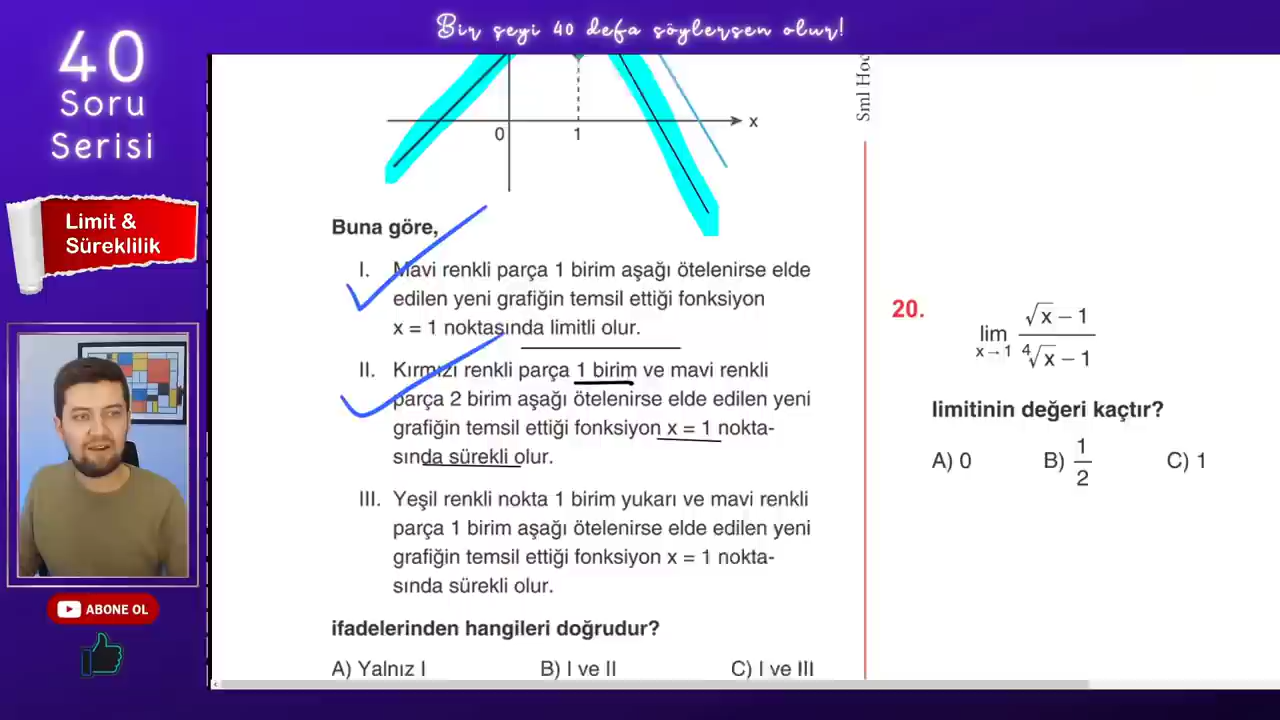 Bir şeyi 40 defa söylersen olur!
40
Soru
Serisi
Limit &
Süreklilik
ABONE OL
x
0
1
Buna göre,
I. Mavi renkli parça 1 birim aşağı ötelenirse elde
edilen yeni grafiğin temsil ettiği fonksiyon
x = 1 noktasında limitli olur.
II. Kırmızı renkli parça 1 birim ve mavi renkli
parça 2 birim aşağı ötelenirse elde edilen yeni
grafiğin temsil ettiği fonksiyon x = 1 nokta-
sında sürekli olur.
III. Yeşil renkli nokta 1 birim yukarı ve mavi renkli
parça 1 birim aşağı ötelenirse elde edilen yeni
grafiğin temsil ettiği fonksiyon x = 1 nokta-
sında sürekli olur.
ifadelerinden hangileri doğrudur?
A) Yalnız I B) I ve II C) I ve III
Sml
20.
lim x→1 (√x − 1)/(⁴√x − 1)
limitinin değeri kaçtır?
A) 0 B) 1/2 C) 1